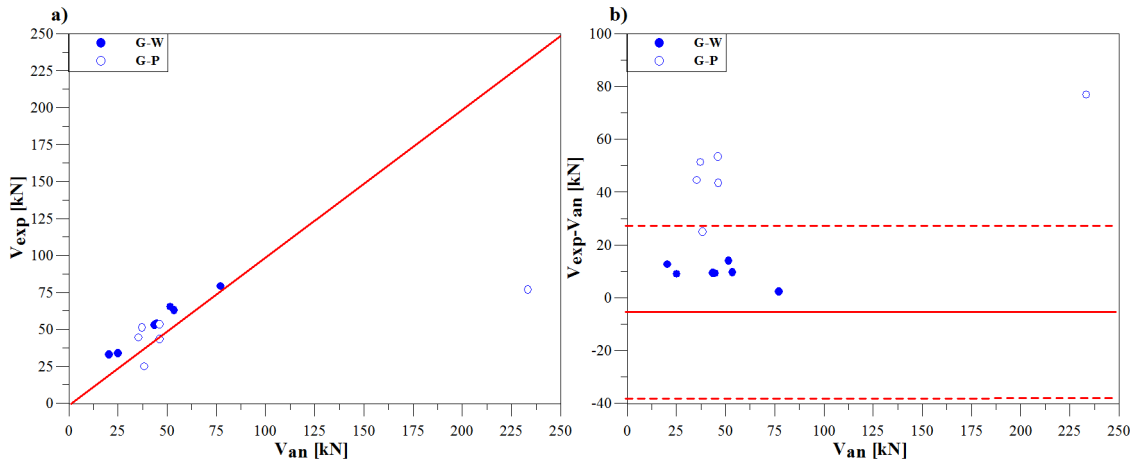 a)
G-W
G-P
250
225
200
175
150
125
100
75
50
25
0
Vexp [kN]
0 25 50 75 100 125 150 175 200 225 250
Van [kN]
b)
G-W
G-P
100
80
60
40
20
0
-20
-40
Vexp-Van [kN]
0 25 50 75 100 125 150 175 200 225 250
Van [kN]